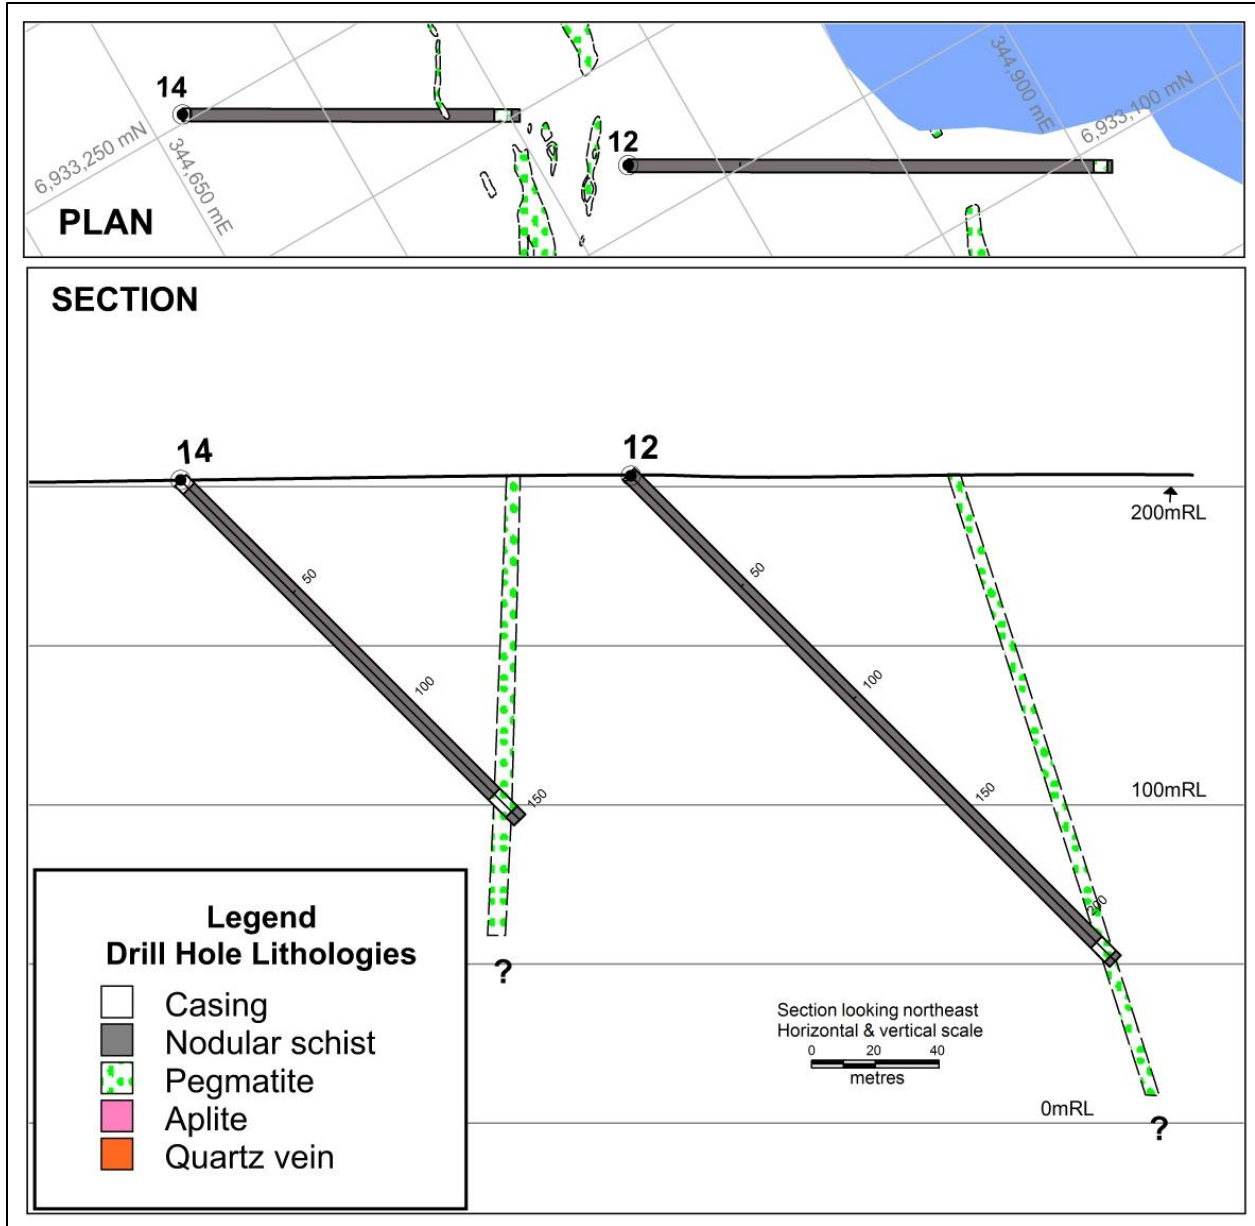 14
12
6,933,250 mN
344,650 mE
344,900 mE
6,933,100 mN
PLAN
SECTION
14
12
200mRL
50
50
100
100
150
150
100mRL
200
Legend
Drill Hole Lithologies
Casing
Nodular schist
Pegmatite
Aplite
Quartz vein
?
Section looking northeast
Horizontal & vertical scale
0 20 40
metres
0mRL
?